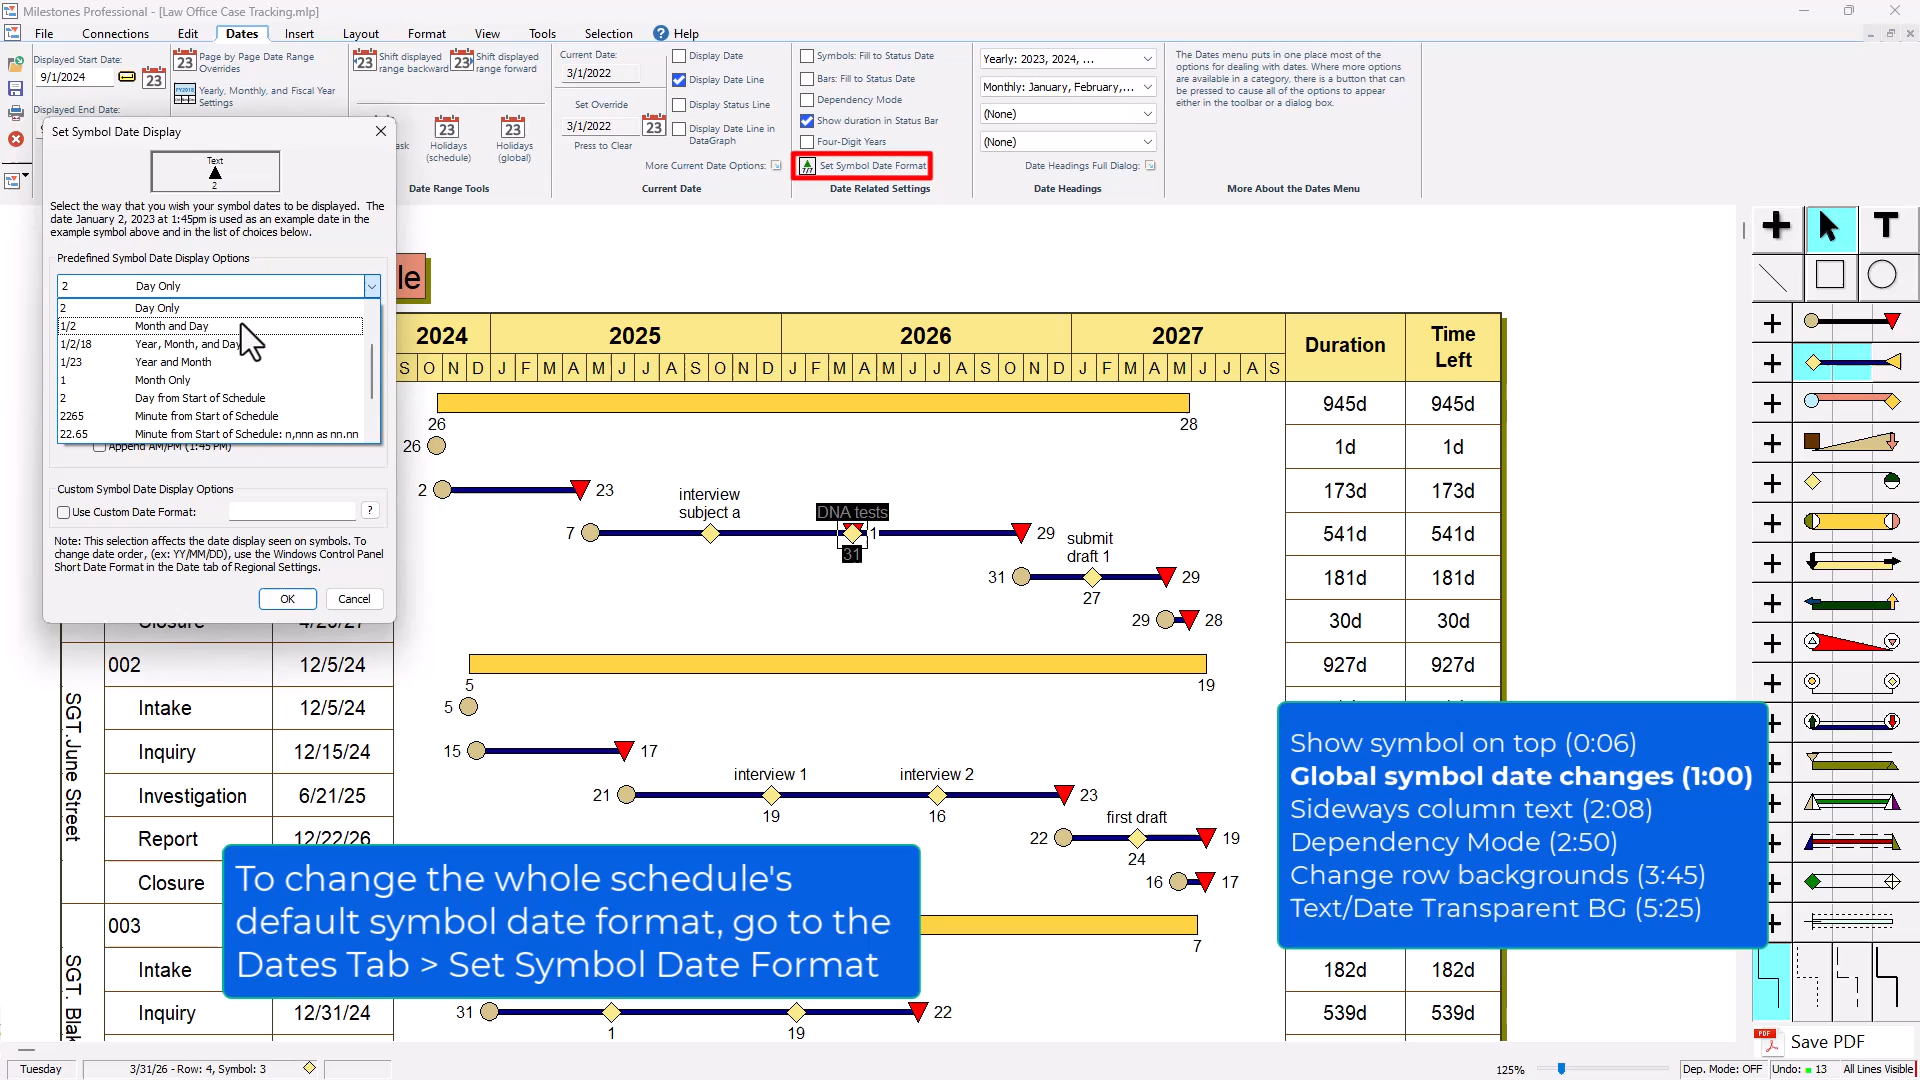 Milestones Professional - [Law Office Case Tracking.mlp]
File Connections Edit Dates Insert Layout Format View Tools Selection Help
Displayed Start Date:
9/1/2024
23
Displayed End Date:
23 Page by Page Date Range Overrides
FY2018 Yearly, Monthly, and Fiscal Year Settings
23 Shift displayed range backward
23 Shift displayed range forward
23 Holidays (schedule)
23 Holidays (global)
Date Range Tools
Current Date:
3/1/2022
Set Override
3/1/2022
23
Press to Clear
Display Date
Display Date Line
Display Status Line
Display Date Line in DataGraph
More Current Date Options:
Current Date
Symbols: Fill to Status Date
Bars: Fill to Status Date
Dependency Mode
Show duration in Status Bar
Four-Digit Years
Set Symbol Date Format
Date Related Settings
Yearly: 2023, 2024, ...
Monthly: January, February,...
(None)
(None)
Date Headings Full Dialog:
Date Headings
The Dates menu puts in one place most of the
options for dealing with dates. Where more options
are available in a category, there is a button that can
be pressed to cause all of the options to appear
either in the toolbar or a dialog box.
More About the Dates Menu
Set Symbol Date Display
Text
2
Select the way that you wish your symbol dates to be displayed. The
date January 2, 2023 at 1:45pm is used as an example date in the
example symbol above and in the list of choices below.
Predefined Symbol Date Display Options
2 Day Only
2 Day Only
1/2 Month and Day
1/2/18 Year, Month, and Day
1/23 Year and Month
1 Month Only
2 Day from Start of Schedule
2265 Minute from Start of Schedule
22.65 Minute from Start of Schedule: n,nnn as nn.nn
Append AM/PM (1:45 PM)
Custom Symbol Date Display Options
Use Custom Date Format: ?
Note: This selection affects the date display seen on symbols. To
change date order, (ex: YY/MM/DD), use the Windows Control Panel
Short Date Format in the Date tab of Regional Settings.
OK Cancel
le
2024 2025 2026 2027 Duration Time Left
S O N D J F M A M J J A S O N D J F M A M J J A S O N D J F M A M J J A S
26 28 945d 945d
26 1d 1d
2 23 173d 173d
interview subject a
DNA tests
7 31 1 29 541d 541d
submit draft 1
31 27 29 181d 181d
29 28 30d 30d
Closure
002 12/5/24 5 19 927d 927d
Intake 12/5/24 5
Inquiry 12/15/24 15 17
interview 1 interview 2
Investigation 6/21/25 21 19 16 23
first draft
Report 12/22/26 22 24 19
Closure 16 17
003 7
Intake 182d 182d
Inquiry 12/31/24 31 1 19 22 539d 539d
SGT.June Street
SGT. Blak
Show symbol on top (0:06)
Global symbol date changes (1:00)
Sideways column text (2:08)
Dependency Mode (2:50)
Change row backgrounds (3:45)
Text/Date Transparent BG (5:25)
To change the whole schedule's
default symbol date format, go to the
Dates Tab > Set Symbol Date Format
T
PDF Save PDF
Tuesday 3/31/26 - Row: 4, Symbol: 3 125% Dep. Mode: OFF Undo: 13 All Lines Visible